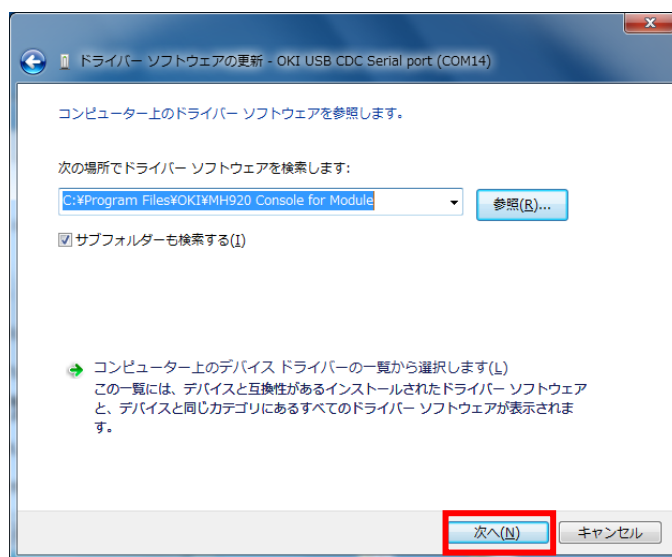 ドライバー ソフトウェアの更新 - OKI USB CDC Serial port (COM14)
コンピューター上のドライバー ソフトウェアを参照します。
次の場所でドライバー ソフトウェアを検索します:
C:¥Program Files¥OKI¥MH920 Console for Module
参照(R)...
サブフォルダーも検索する(I)
コンピューター上のデバイス ドライバーの一覧から選択します(L)
この一覧には、デバイスと互換性があるインストールされたドライバー ソフトウェア
と、デバイスと同じカテゴリにあるすべてのドライバー ソフトウェアが表示されま
す。
次へ(N)
キャンセル